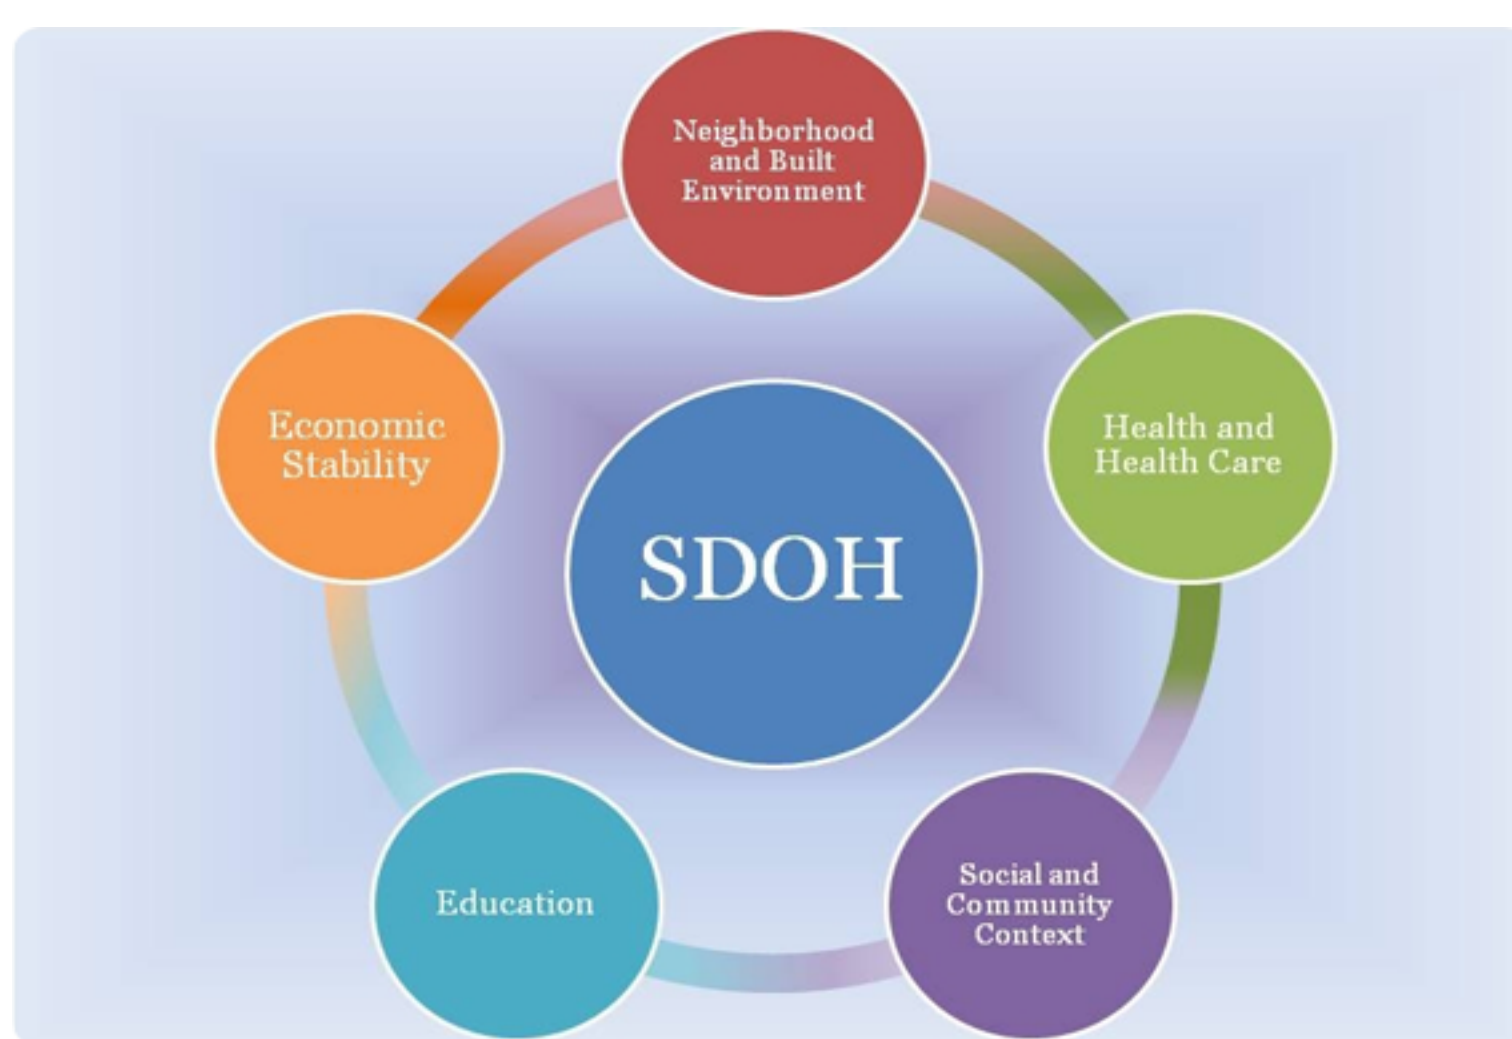 Neighborhood
and Built
Environment
Economic
Stability
Health and
Health Care
SDOH
Education
Social and
Community
Context